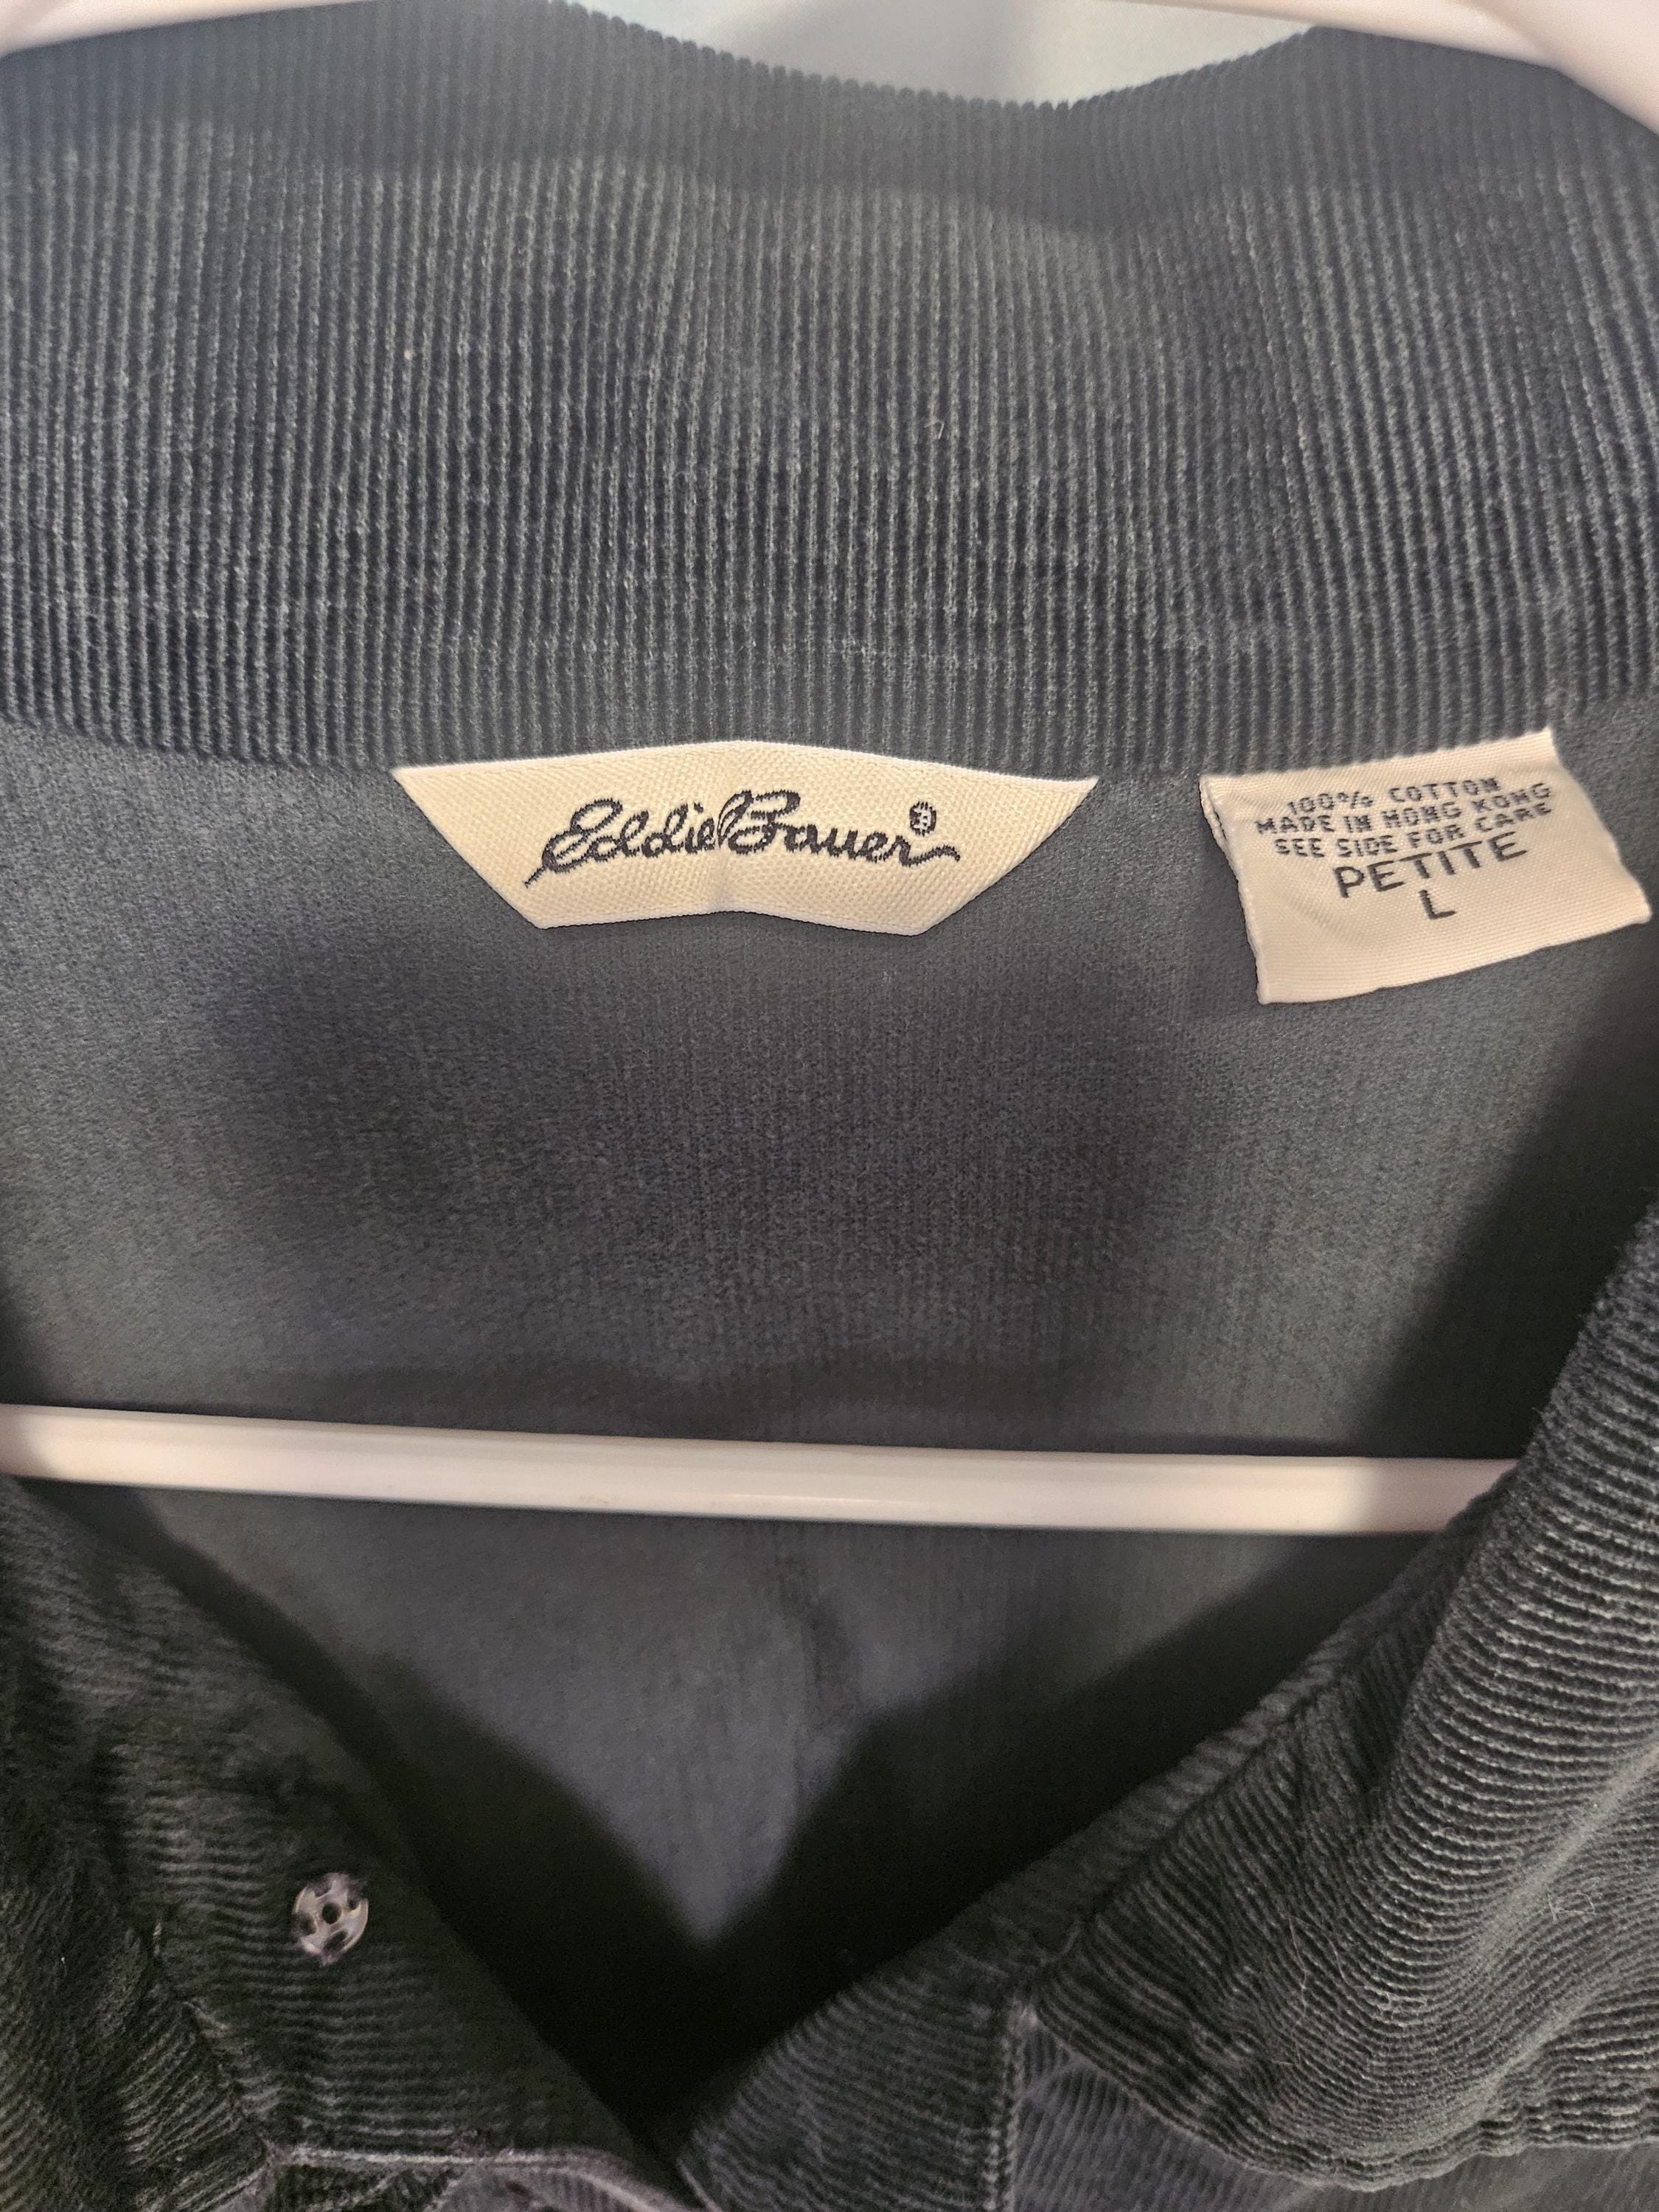 Eddie Bauer®
100% COTTON
MADE IN HONG KONG
SEE SIDE FOR CARE
PETITE
L